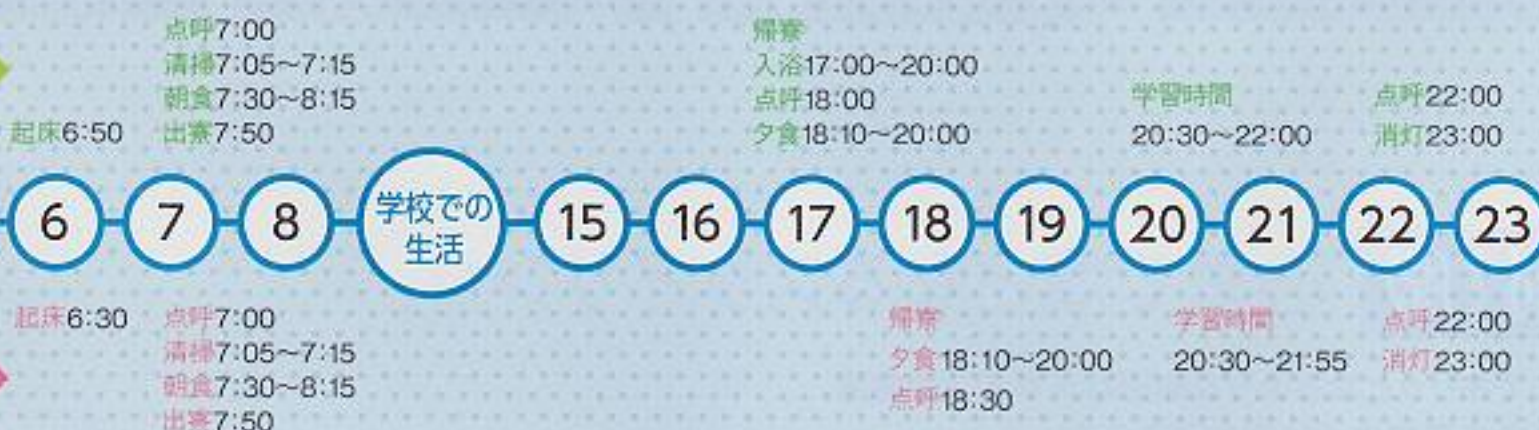 点呼7:00
清掃7:05～7:15
朝食7:30～8:15
起床6:50
出寮7:50
帰寮
入浴17:00～20:00
点呼18:00
夕食18:10～20:00
学習時間
20:30～22:00
点呼22:00
消灯23:00
6
7
8
学校での
生活
15
16
17
18
19
20
21
22
23
起床6:30
点呼7:00
清掃7:05～7:15
朝食7:30～8:15
出寮7:50
帰寮
夕食18:10～20:00
点呼18:30
学習時間
20:30～21:55
点呼22:00
消灯23:00